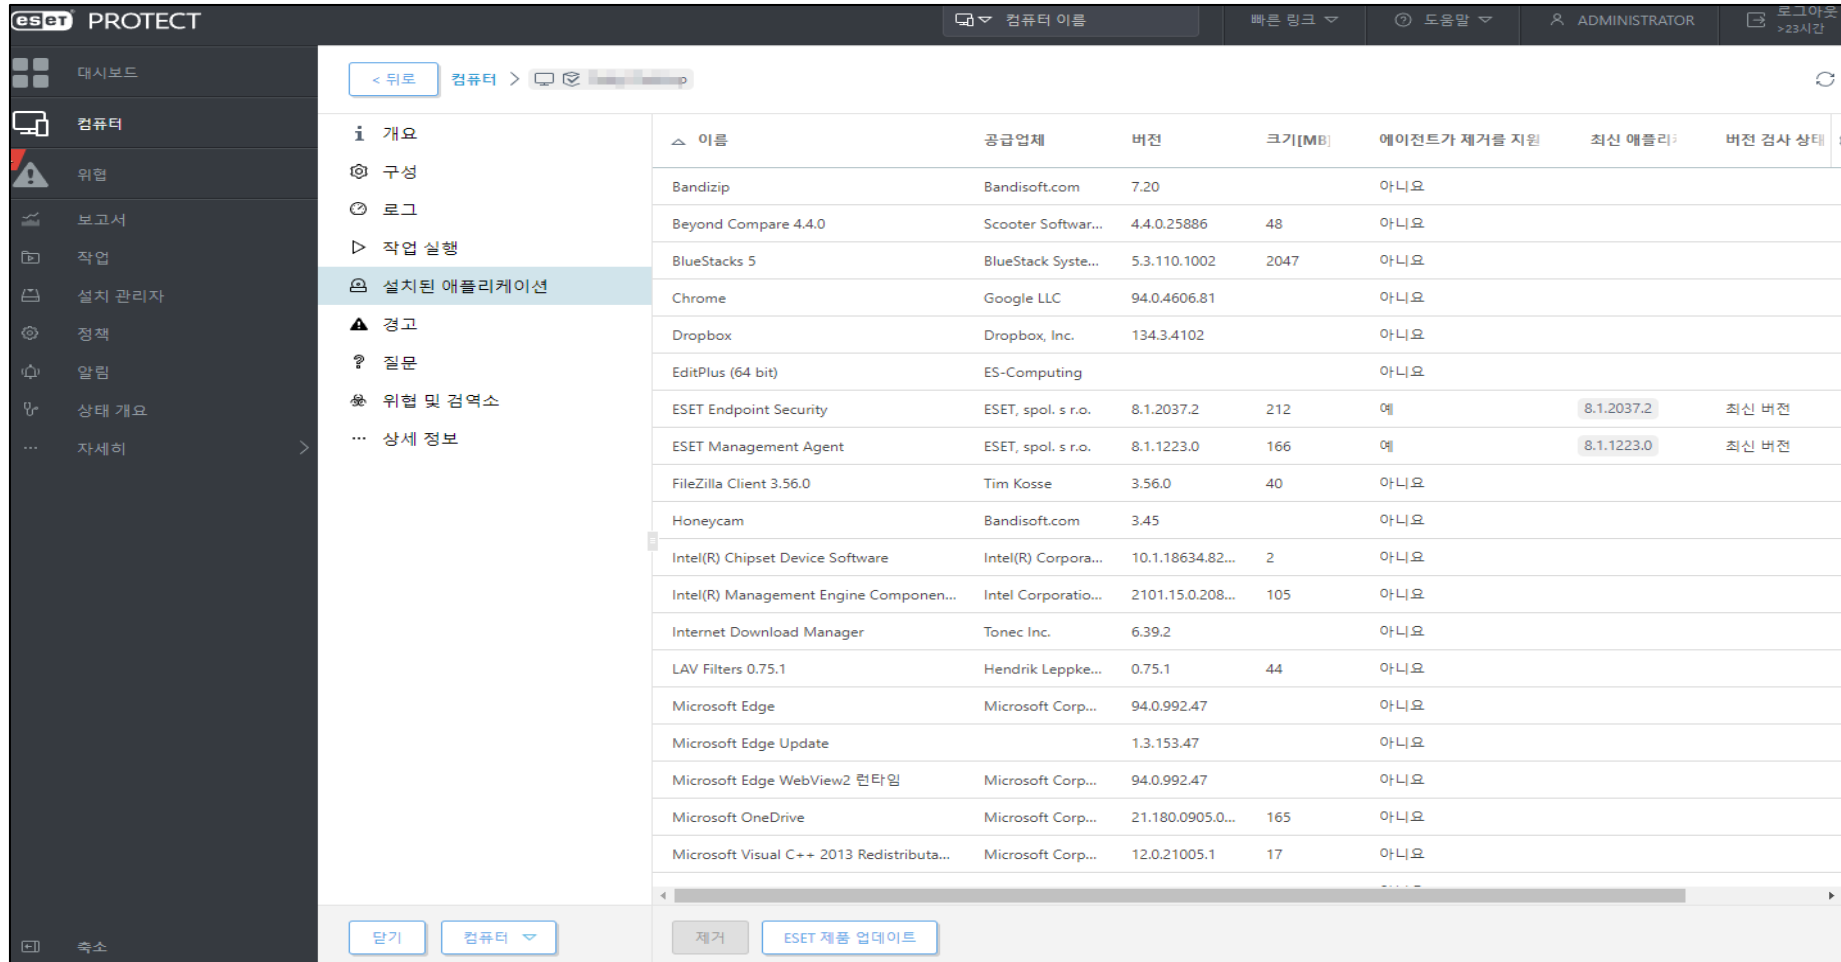 eset PROTECT
컴퓨터 이름
빠른 링크
도움말
ADMINISTRATOR
로그아웃
>23시간
대시보드
컴퓨터
위협
보고서
작업
설치 관리자
정책
알림
상태 개요
자세히
축소
< 뒤로
컴퓨터
개요
구성
로그
작업 실행
설치된 애플리케이션
경고
질문
위협 및 검역소
상세 정보
이름 공급업체 버전 크기[MB] 에이전트가 제거를 지원 최신 애플리 버전 검사 상태
Bandizip Bandisoft.com 7.20 아니요
Beyond Compare 4.4.0 Scooter Softwar... 4.4.0.25886 48 아니요
BlueStacks 5 BlueStack Syste... 5.3.110.1002 2047 아니요
Chrome Google LLC 94.0.4606.81 아니요
Dropbox Dropbox, Inc. 134.3.4102 아니요
EditPlus (64 bit) ES-Computing 아니요
ESET Endpoint Security ESET, spol. s r.o. 8.1.2037.2 212 예 8.1.2037.2 최신 버전
ESET Management Agent ESET, spol. s r.o. 8.1.1223.0 166 예 8.1.1223.0 최신 버전
FileZilla Client 3.56.0 Tim Kosse 3.56.0 40 아니요
Honeycam Bandisoft.com 3.45 아니요
Intel(R) Chipset Device Software Intel(R) Corpora... 10.1.18634.82... 2 아니요
Intel(R) Management Engine Componen... Intel Corporatio... 2101.15.0.208... 105 아니요
Internet Download Manager Tonec Inc. 6.39.2 아니요
LAV Filters 0.75.1 Hendrik Leppke... 0.75.1 44 아니요
Microsoft Edge Microsoft Corp... 94.0.992.47 아니요
Microsoft Edge Update 1.3.153.47 아니요
Microsoft Edge WebView2 런타임 Microsoft Corp... 94.0.992.47 아니요
Microsoft OneDrive Microsoft Corp... 21.180.0905.0... 165 아니요
Microsoft Visual C++ 2013 Redistributa... Microsoft Corp... 12.0.21005.1 17 아니요
닫기
컴퓨터
제거
ESET 제품 업데이트